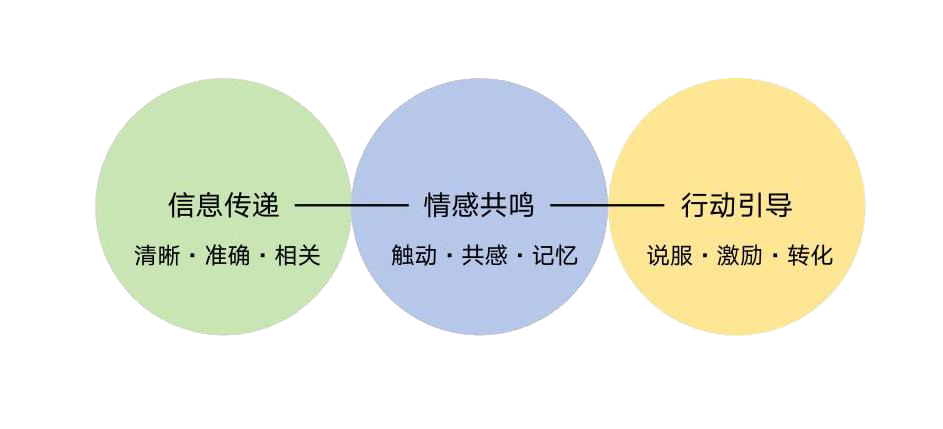 信息传递
清晰·准确·相关
情感共鸣
触动·共感·记忆
行动引导
说服·激励·转化